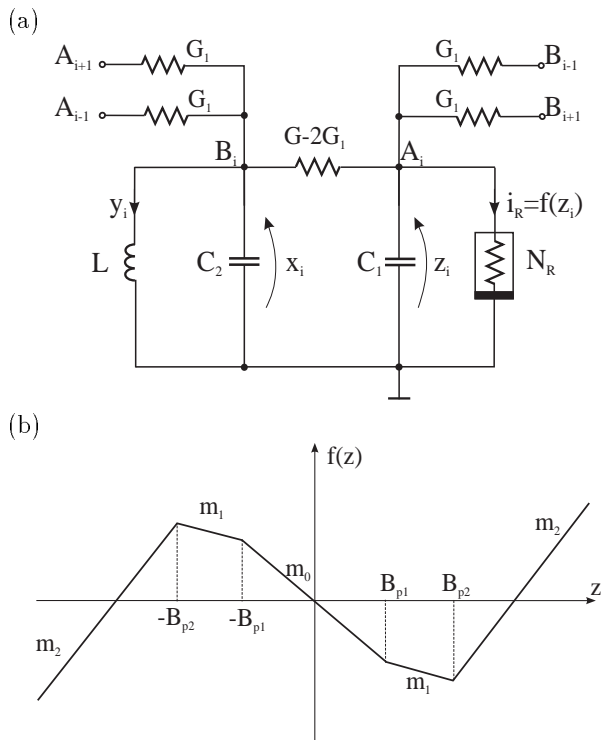 (a)
A_{i+1} G_1
A_{i-1} G_1
G_1 B_{i-1}
G_1 B_{i+1}
B_i G-2G_1 A_i
y_i i_R=f(z_i)
L C_2 x_i C_1 z_i N_R
(b)
f(z)
m_1
m_2
m_0 B_{p1} B_{p2} z
-B_{p2} -B_{p1}
m_2
m_1